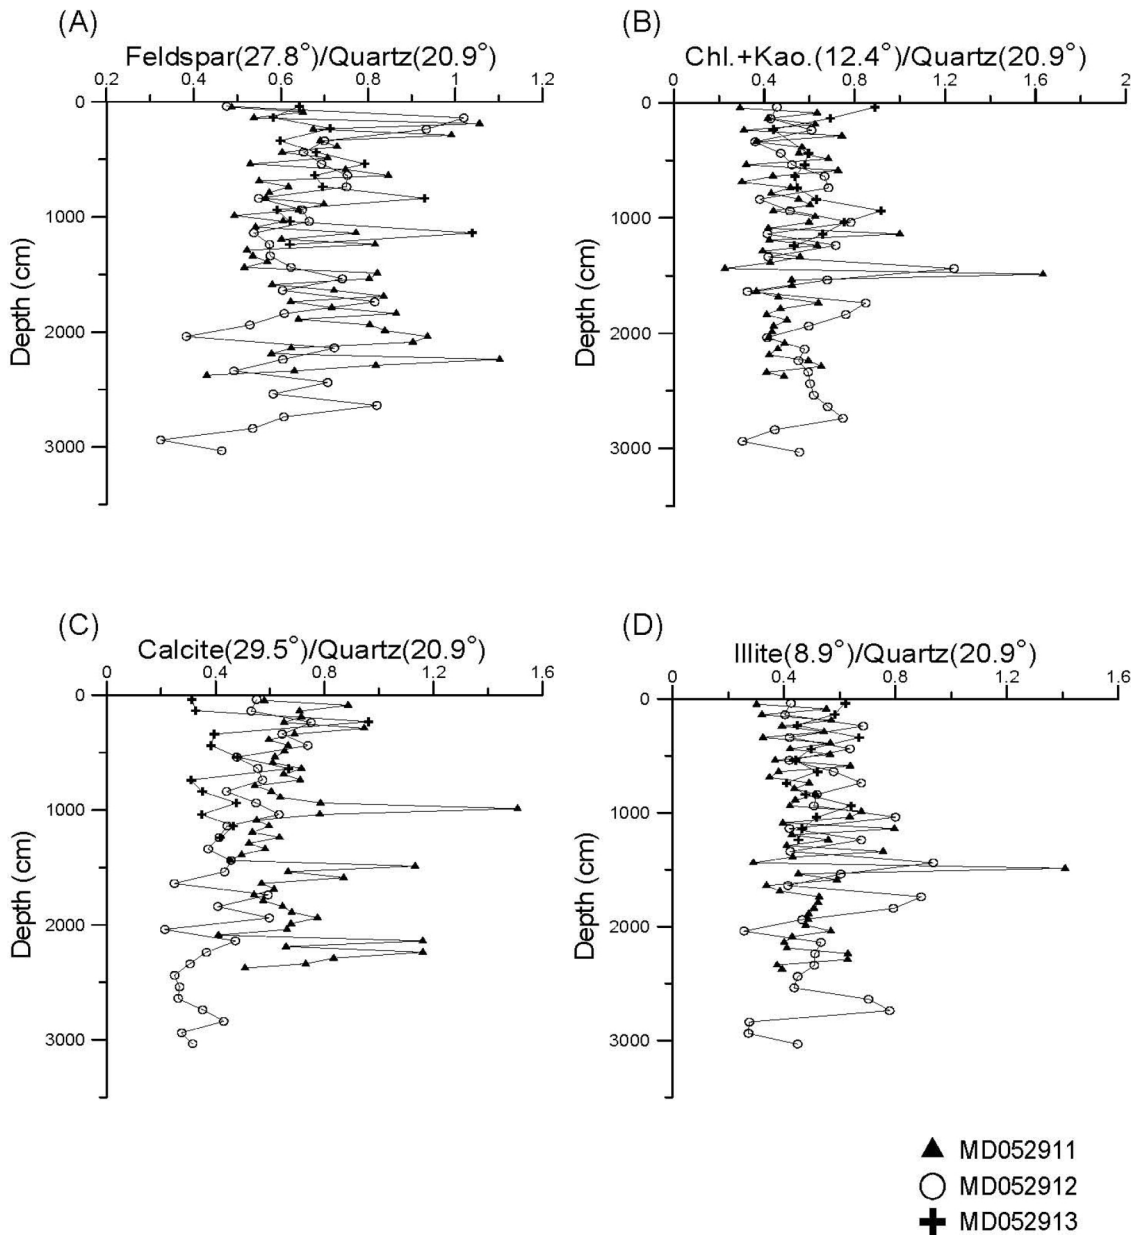 (A)
Feldspar(27.8°)/Quartz(20.9°)
0.2 0.4 0.6 0.8 1 1.2
0
1000
2000
3000
Depth (cm)
(B)
Chl.+Kao.(12.4°)/Quartz(20.9°)
0 0.4 0.8 1.2 1.6 2
0
1000
2000
3000
Depth (cm)
(C)
Calcite(29.5°)/Quartz(20.9°)
0 0.4 0.8 1.2 1.6
0
1000
2000
3000
Depth (cm)
(D)
Illite(8.9°)/Quartz(20.9°)
0 0.4 0.8 1.2 1.6
0
1000
2000
3000
Depth (cm)
MD052911
MD052912
MD052913